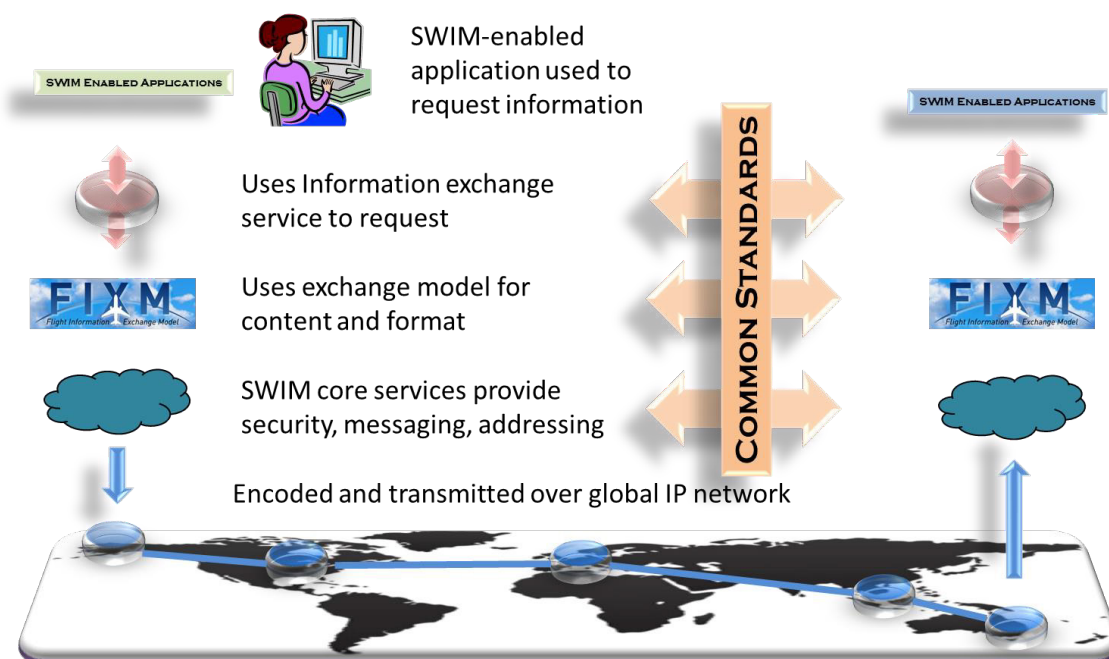 SWIM-enabled
application used to
request information
SWIM ENABLED APPLICATIONS
SWIM ENABLED APPLICATIONS
Uses Information exchange
service to request
FIXM
Flight Information Exchange Model
Uses exchange model for
content and format
FIXM
Flight Information Exchange Model
SWIM core services provide
security, messaging, addressing
COMMON STANDARDS
Encoded and transmitted over global IP network